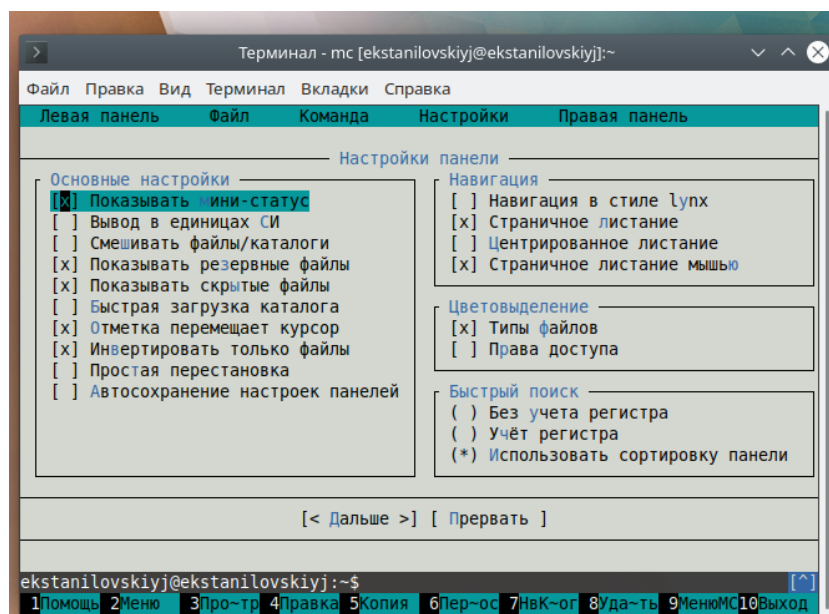 Терминал - mc [ekstanilovskiyj@ekstanilovskiyj]:~
Файл Правка Вид Терминал Вкладки Справка
Левая панель Файл Команда Настройки Правая панель
Настройки панели
Основные настройки
[x] Показывать мини-статус
[ ] Вывод в единицах СИ
[ ] Смешивать файлы/каталоги
[x] Показывать резервные файлы
[x] Показывать скрытые файлы
[ ] Быстрая загрузка каталога
[x] Отметка перемещает курсор
[x] Инвертировать только файлы
[ ] Простая перестановка
[ ] Автосохранение настроек панелей
Навигация
[ ] Навигация в стиле lynx
[x] Страничное листание
[ ] Центрированное листание
[x] Страничное листание мышью
Цветовыделение
[x] Типы файлов
[ ] Права доступа
Быстрый поиск
( ) Без учета регистра
( ) Учёт регистра
(*) Использовать сортировку панели
[< Дальше >] [ Прервать ]
ekstanilovskiyj@ekstanilovskiyj:~$ [^]
1Помощь 2Меню 3Про~тр 4Правка 5Копия 6Пер~ос 7НвК~ог 8Уда~ть 9МенюMC 10Выход